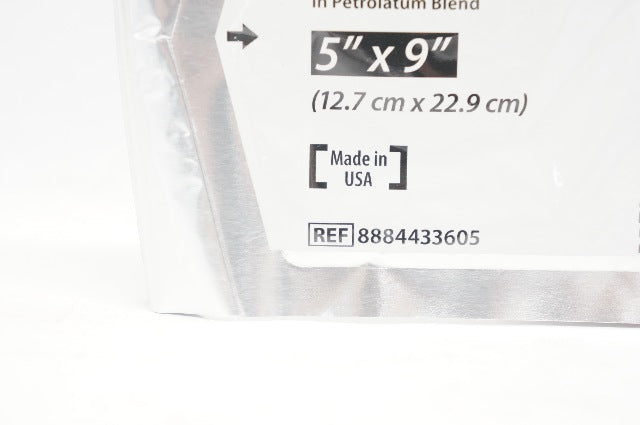 in Petrolatum Blend
5" x 9"
(12.7 cm x 22.9 cm)
Made in
USA
REF 8884433605